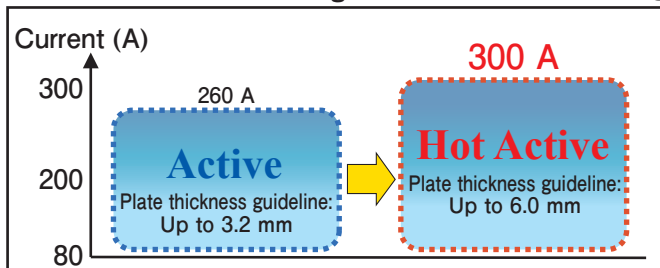 Current (A)
300
200
80
260 A
Active
Plate thickness guideline:
Up to 3.2 mm
300 A
Hot Active
Plate thickness guideline:
Up to 6.0 mm